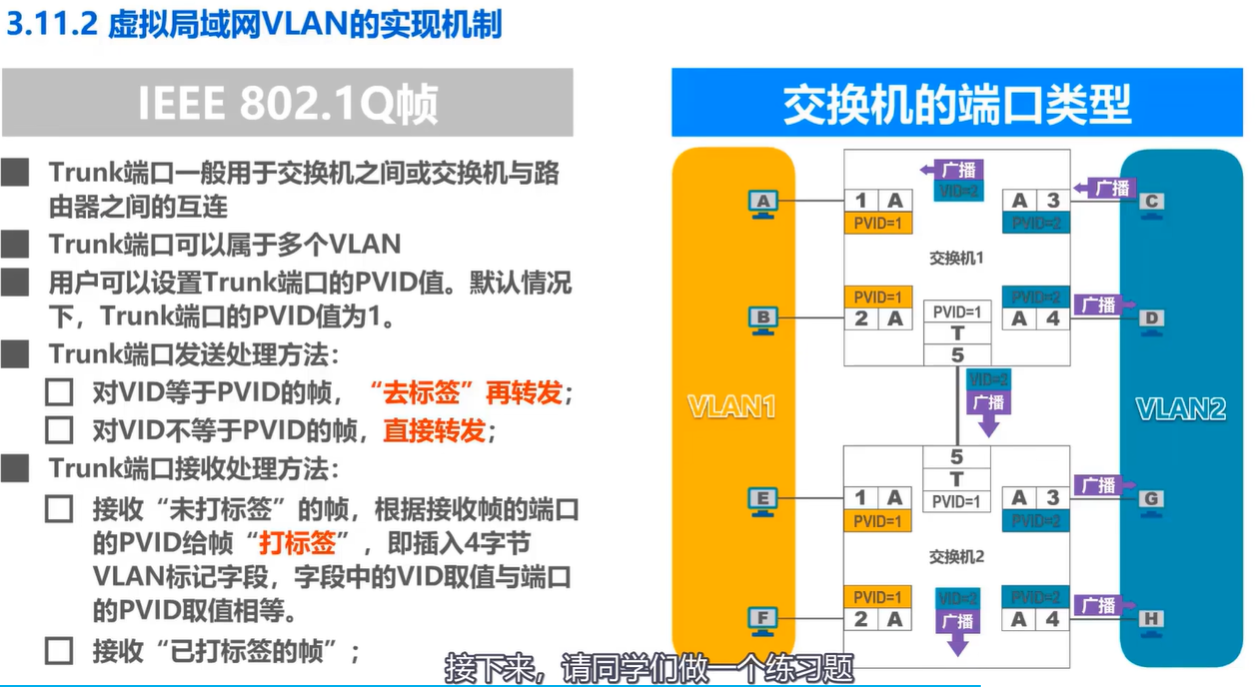 3.11.2 虚拟局域网VLAN的实现机制
IEEE 802.1Q帧
Trunk端口一般用于交换机之间或交换机与路
由器之间的互连
Trunk端口可以属于多个VLAN
用户可以设置Trunk端口的PVID值。默认情况
下，Trunk端口的PVID值为1。
Trunk端口发送处理方法：
对VID等于PVID的帧，“去标签”再转发；
对VID不等于PVID的帧，直接转发；
Trunk端口接收处理方法：
接收“未打标签”的帧，根据接收帧的端口
的PVID给帧“打标签”，即插入4字节
VLAN标记字段，字段中的VID取值与端口
的PVID取值相等。
接收“已打标签的帧”；
交换机的端口类型
广播
VID=2
广播
A
1 A
A 3
C
PVID=1
PVID=2
交换机1
PVID=1
PVID=2
广播
B
2 A
PVID=1
A 4
D
T
5
VID=2
广播
VLAN1
VLAN2
5
T
广播
E
1 A
PVID=1
A 3
G
PVID=1
PVID=2
交换机2
PVID=1
VID=2
PVID=2
广播
F
2 A
广播
A 4
H
接下来，请同学们做一个练习题